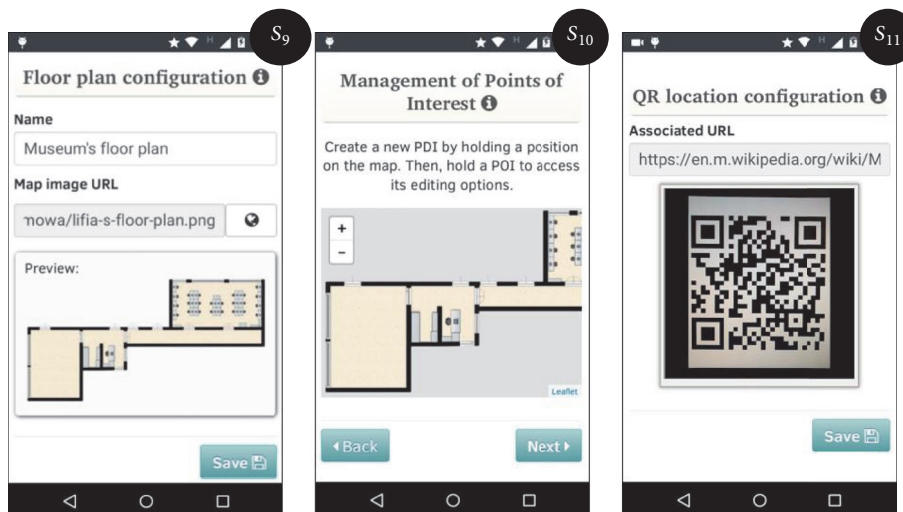 S9
Floor plan configuration
Name
Museum's floor plan
Map image URL
nowa/lifia-s-floor-plan.png
Preview:
Save
S10
H
Management of Points of
Interest
Create a new PDI by holding a position
on the map. Then, hold a POI to access
its editing options.
+
−
Leaflet
Back
Next
S11
H
QR location configuration
Associated URL
https://en.m.wikipedia.org/wiki/M
Save